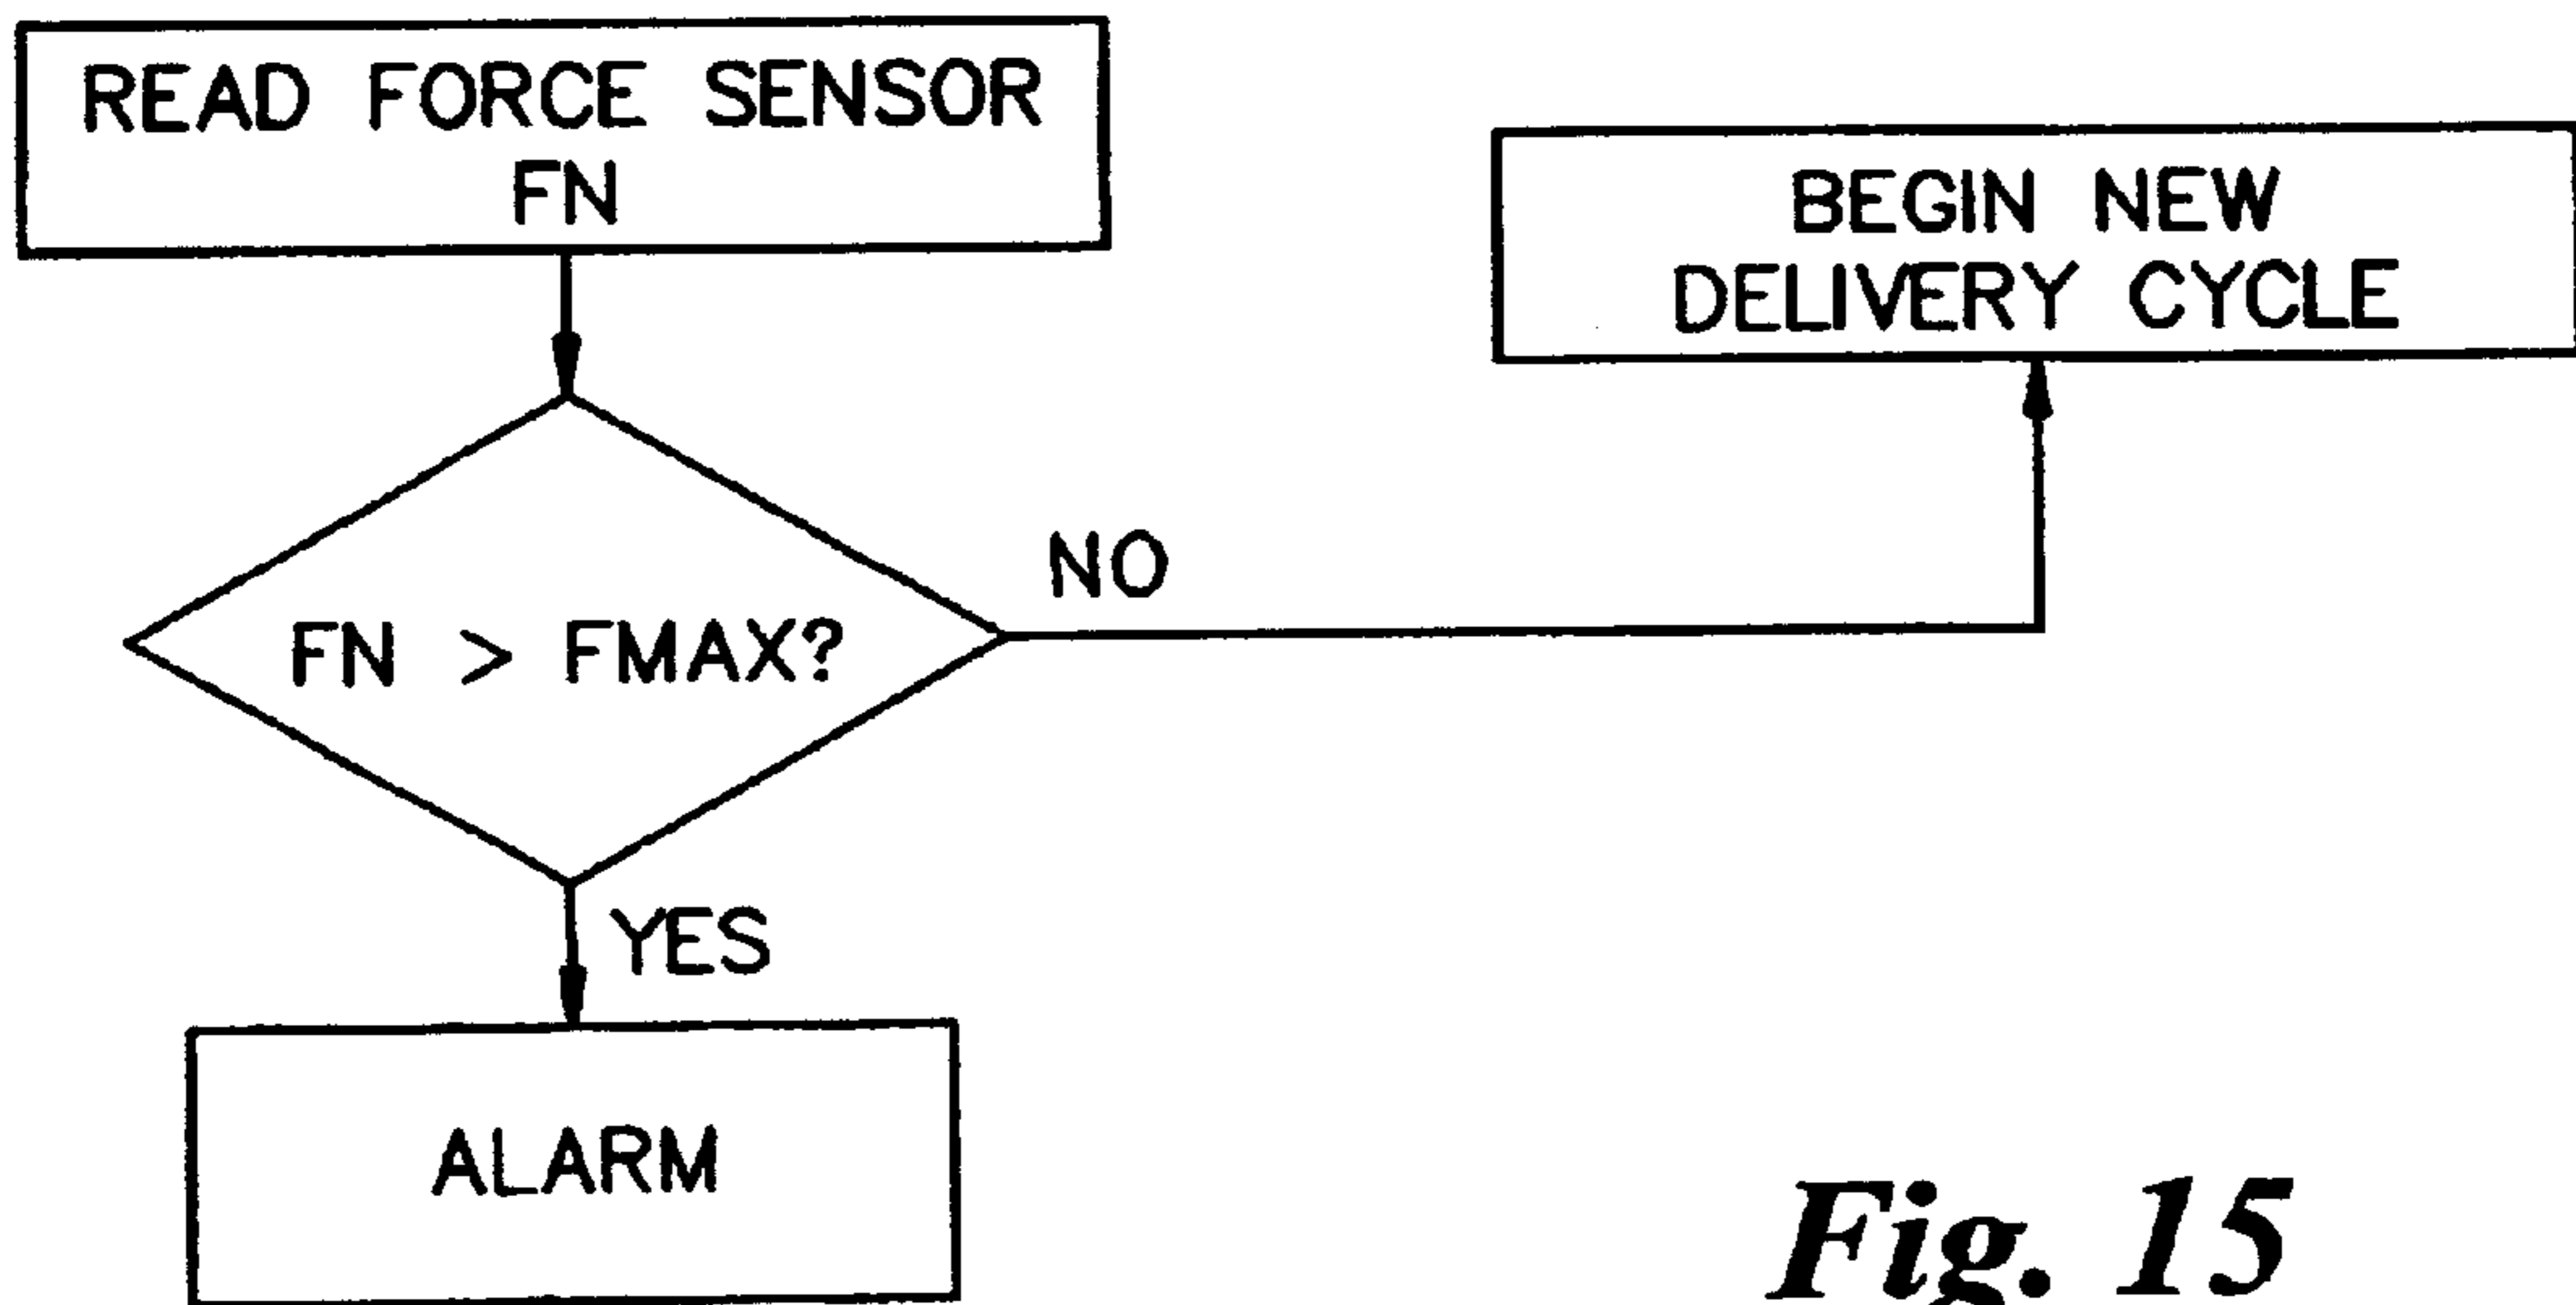 READ FORCE SENSOR
FN
BEGIN NEW
DELIVERY CYCLE
FN > FMAX?
NO
YES
ALARM
Fig. 15